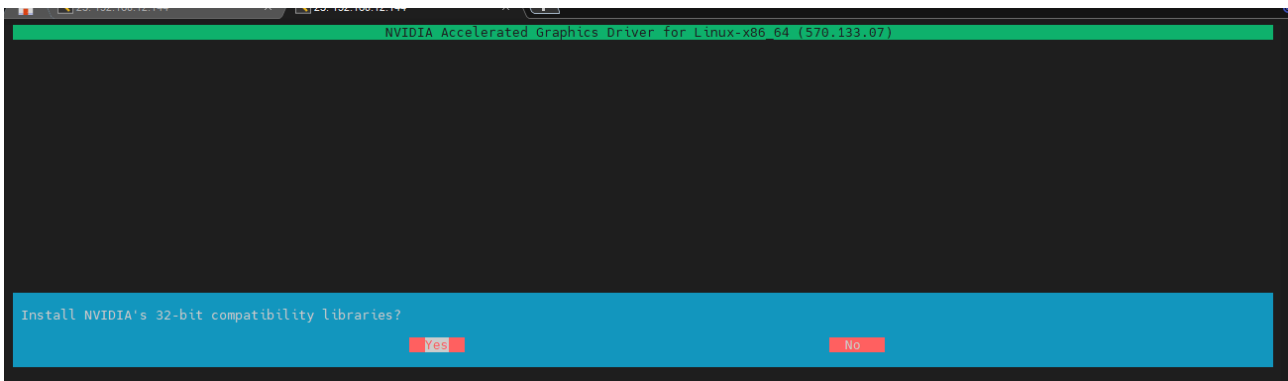 NVIDIA Accelerated Graphics Driver for Linux-x86_64 (570.133.07)
Install NVIDIA's 32-bit compatibility libraries?
Yes No